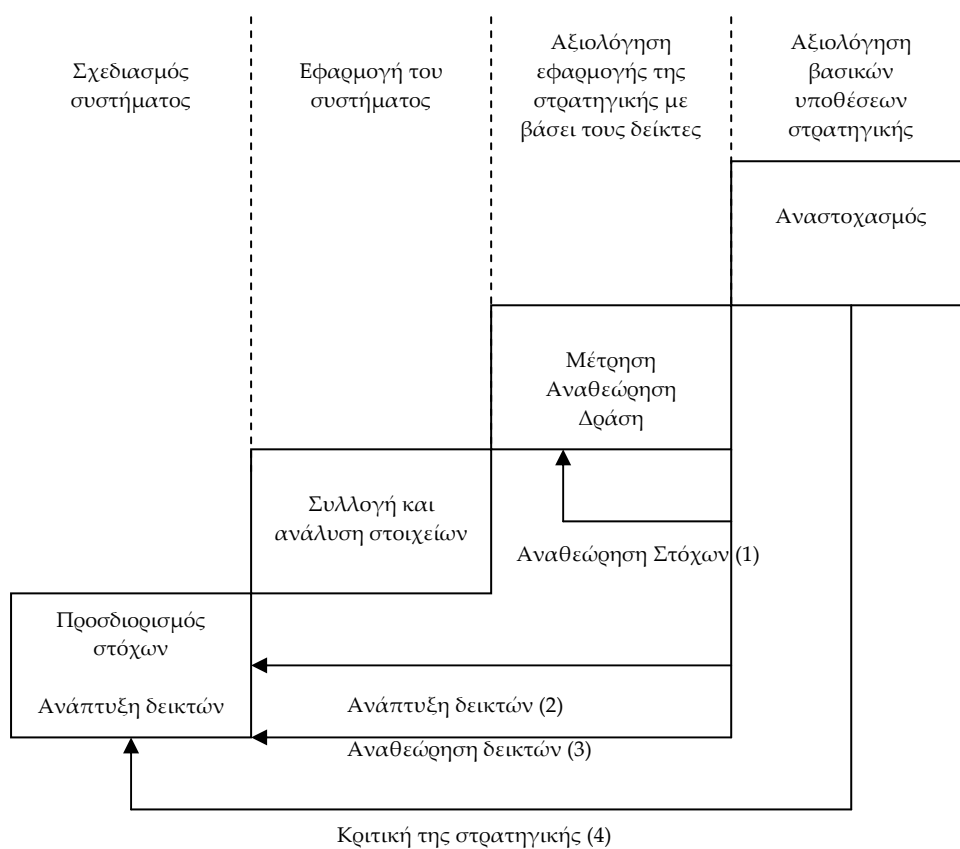 Σχεδιασμός
συστήματος
Εφαρμογή του
συστήματος
Αξιολόγηση
εφαρμογής της
στρατηγικής με
βάσει τους δείκτες
Αξιολόγηση
βασικών
υποθέσεων
στρατηγικής
Αναστοχασμός
Μέτρηση
Αναθεώρηση
Δράση
Συλλογή και
ανάλυση στοιχείων
Αναθεώρηση Στόχων (1)
Προσδιορισμός
στόχων
Ανάπτυξη δεικτών
Ανάπτυξη δεικτών (2)
Αναθεώρηση δεικτών (3)
Κριτική της στρατηγικής (4)